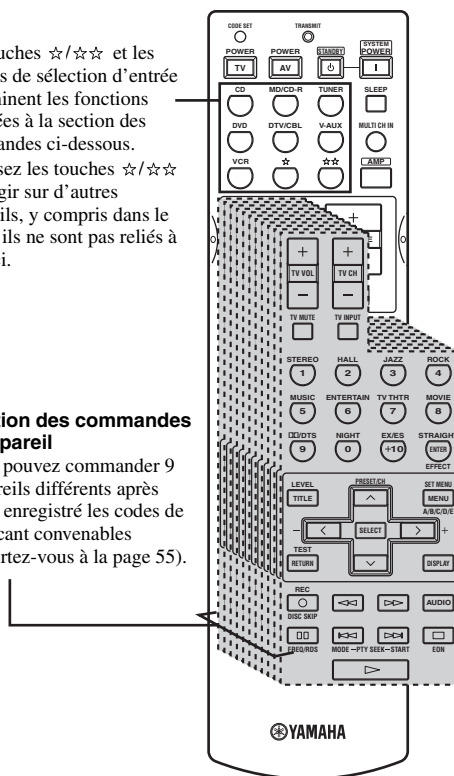 CODE SET TRANSMIT
POWER POWER STANDBY SYSTEM POWER
TV AV I
CD MD/CD-R TUNER SLEEP
DVD DTV/CBL V-AUX MULTI CH IN
VCR ☆ ☆☆ AMP
ouches ☆/☆☆ et les
s de sélection d'entrée
ninent les fonctions
ées à la section des
andes ci-dessous.
sez les touches ☆/☆☆
gir sur d'autres
ils, y compris dans le
ils ne sont pas reliés à
i.
+ +
TV VOL TV CH
– –
TV MUTE TV INPUT
STEREO HALL JAZZ ROCK
1 2 3 4
MUSIC ENTERTAIN TV THTR MOVIE
5 6 7 8
/DTS NIGHT EX/ES STRAIGH
9 0 +10 ENTER
EFFECT
tion des commandes
pareil
pouvez commander 9
reils différents après
enregistré les codes de
icant convenables
rtez-vous à la page 55).
LEVEL PRESET/CH SET MENU
TITLE MENU
A/B/C/D/E
– SELECT +
TEST
RETURN DISPLAY
REC
AUDIO
DISC SKIP
FREQ/RDS MODE –PTY SEEK– START EON
YAMAHA